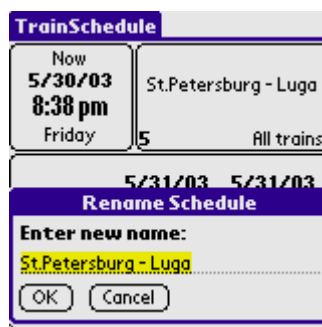 TrainSchedule
Now
5/30/03
8:38 pm
Friday
St.Petersburg - Luga
5 All trains
5/31/03 5/31/03
Rename Schedule
Enter new name:
St.Petersburg - Luga
OK Cancel